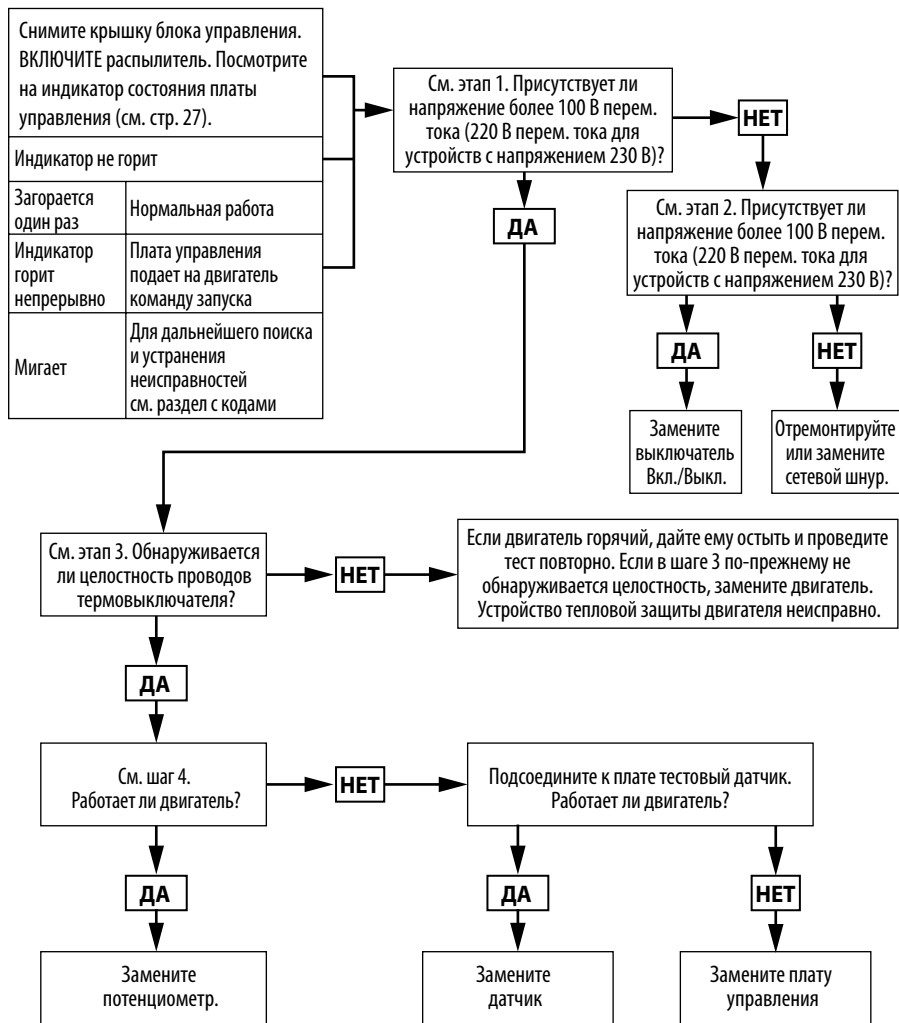 Снимите крышку блока управления.
ВКЛЮЧИТЕ распылитель. Посмотрите
на индикатор состояния платы
управления (см. стр. 27).
Индикатор не горит
Загорается
один раз
Нормальная работа
Индикатор
горит
непрерывно
Плата управления
подает на двигатель
команду запуска
Мигает
Для дальнейшего поиска
и устранения
неисправностей
см. раздел с кодами
См. этап 1. Присутствует ли
напряжение более 100 В перем.
тока (220 В перем. тока для
устройств с напряжением 230 В)?
НЕТ
ДА
См. этап 2. Присутствует ли
напряжение более 100 В перем.
тока (220 В перем. тока для
устройств с напряжением 230 В)?
ДА
НЕТ
Замените
выключатель
Вкл./Выкл.
Отремонтируйте
или замените
сетевой шнур.
См. этап 3. Обнаруживается
ли целостность проводов
термовыключателя?
НЕТ
Если двигатель горячий, дайте ему остыть и проведите
тест повторно. Если в шаге 3 по-прежнему не
обнаруживается целостность, замените двигатель.
Устройство тепловой защиты двигателя неисправно.
ДА
См. шаг 4.
Работает ли двигатель?
НЕТ
Подсоедините к плате тестовый датчик.
Работает ли двигатель?
ДА
ДА
НЕТ
Замените
потенциометр.
Замените
датчик
Замените плату
управления